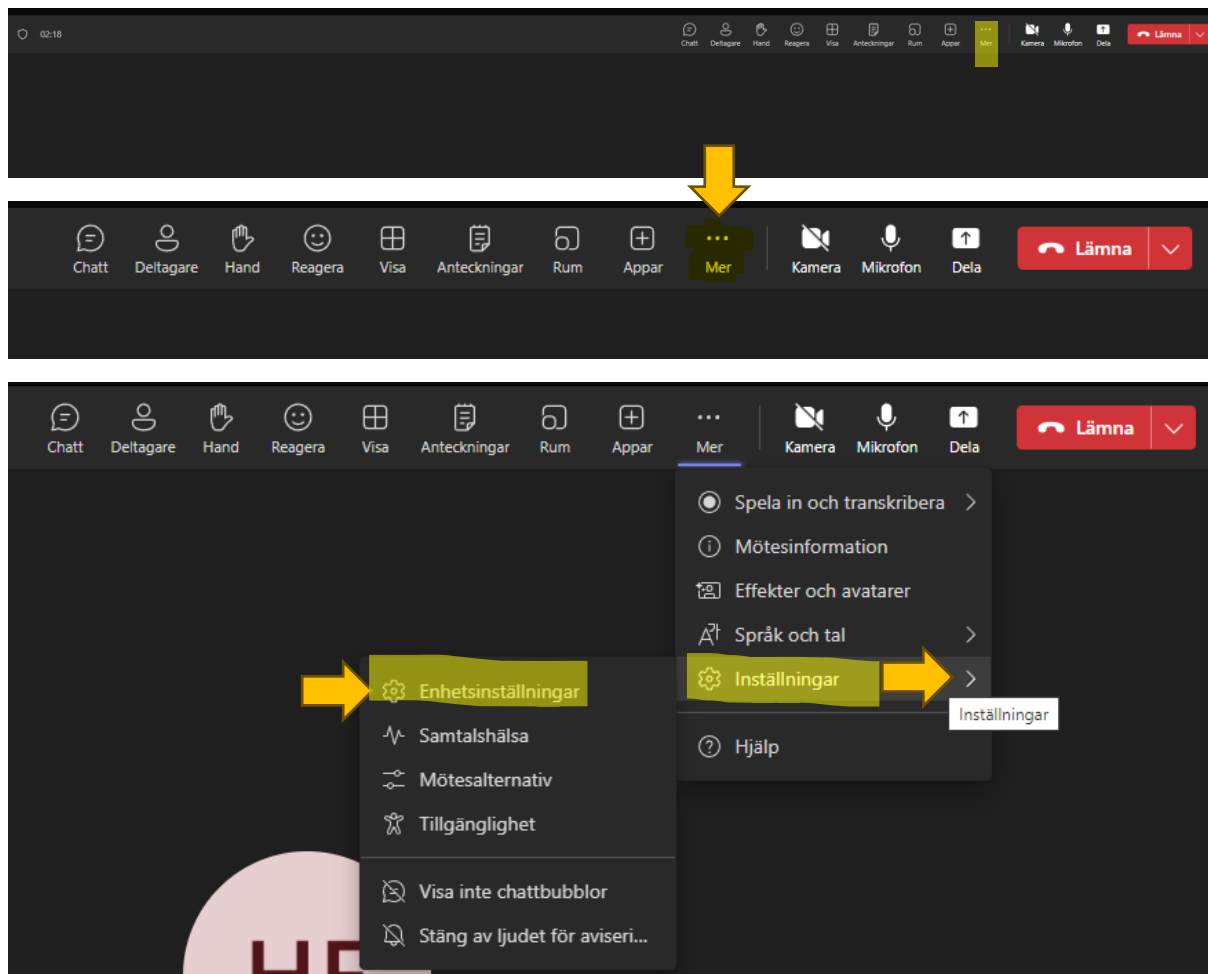 02:18
Chatt Deltagare Hand Reagera Visa Anteckningar Rum Appar Mer Kamera Mikrofon Dela Lämna
Chatt Deltagare Hand Reagera Visa Anteckningar Rum Appar Mer Kamera Mikrofon Dela Lämna
Chatt Deltagare Hand Reagera Visa Anteckningar Rum Appar Mer Kamera Mikrofon Dela Lämna
Spela in och transkribera
Mötesinformation
Effekter och avatarer
Språk och tal
Inställningar
Inställningar
Hjälp
Enhetsinställningar
Samtalshälsa
Mötesalternativ
Tillgänglighet
Visa inte chattbubblor
Stäng av ljudet för aviseri...